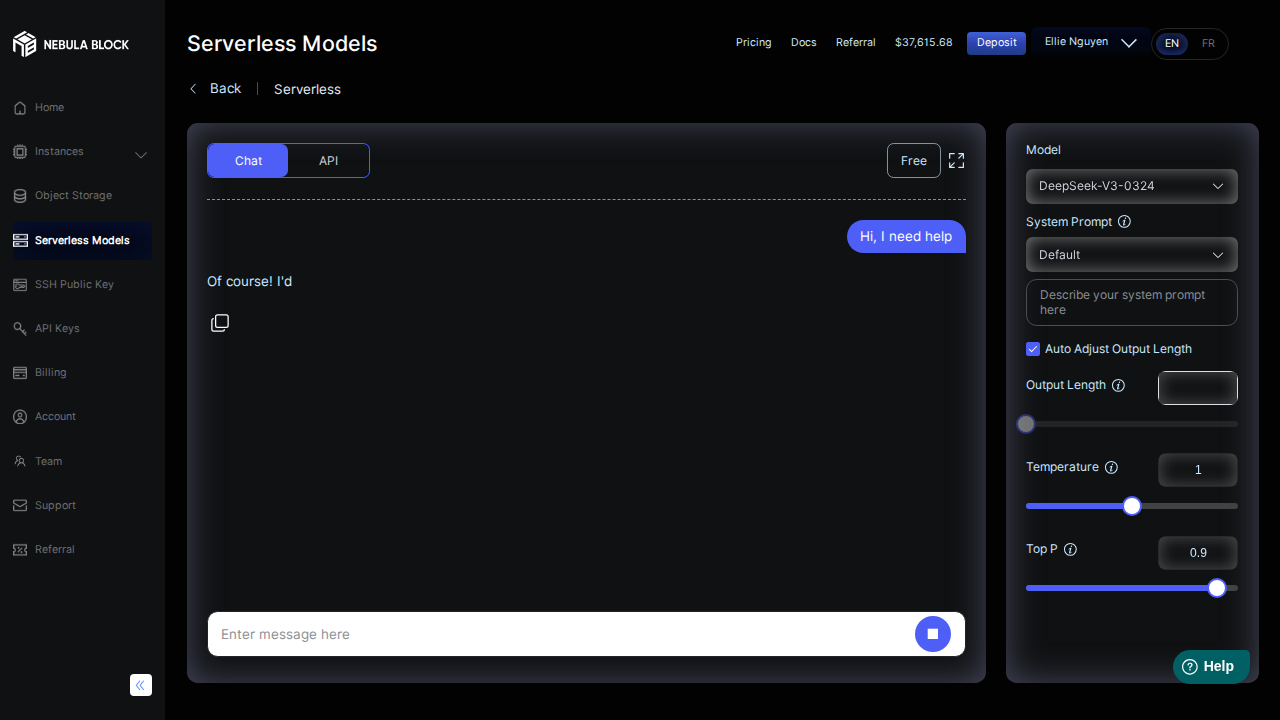 NEBULA BLOCK
Home
Instances
Object Storage
Serverless Models
SSH Public Key
API Keys
Billing
Account
Team
Support
Referral
Serverless Models
Pricing
Docs
Referral
$37,615.68
Deposit
Ellie Nguyen
EN
FR
Back
Serverless
Chat
API
Free
Hi, I need help
Of course! I'd
Enter message here
Model
DeepSeek-V3-0324
System Prompt
Default
Describe your system prompt
here
Auto Adjust Output Length
Output Length
Temperature
1
Top P
0.9
Help